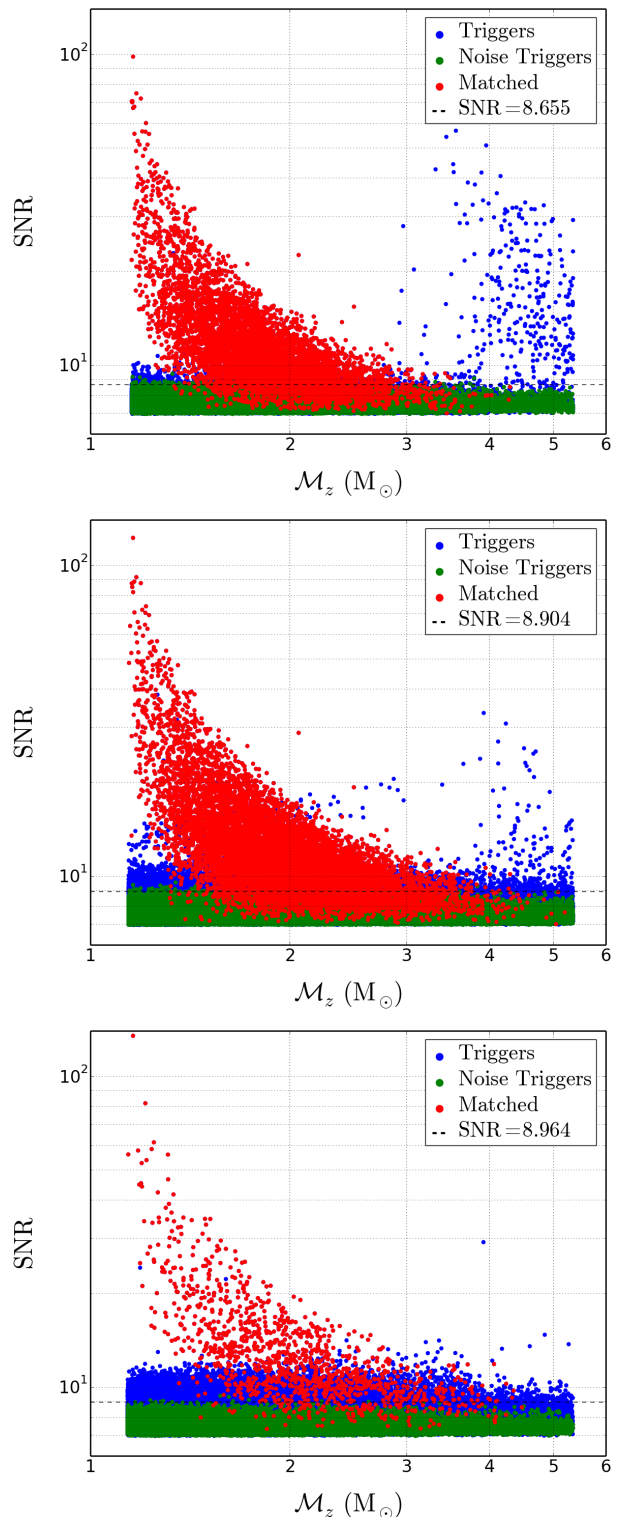 10²
10¹
SNR
Triggers
Noise Triggers
Matched
SNR=8.655
1 2 3 4 5 6
ℳz (M⊙)
10²
10¹
SNR
Triggers
Noise Triggers
Matched
SNR=8.904
1 2 3 4 5 6
ℳz (M⊙)
10²
10¹
SNR
Triggers
Noise Triggers
Matched
SNR=8.964
1 2 3 4 5 6
ℳz (M⊙)